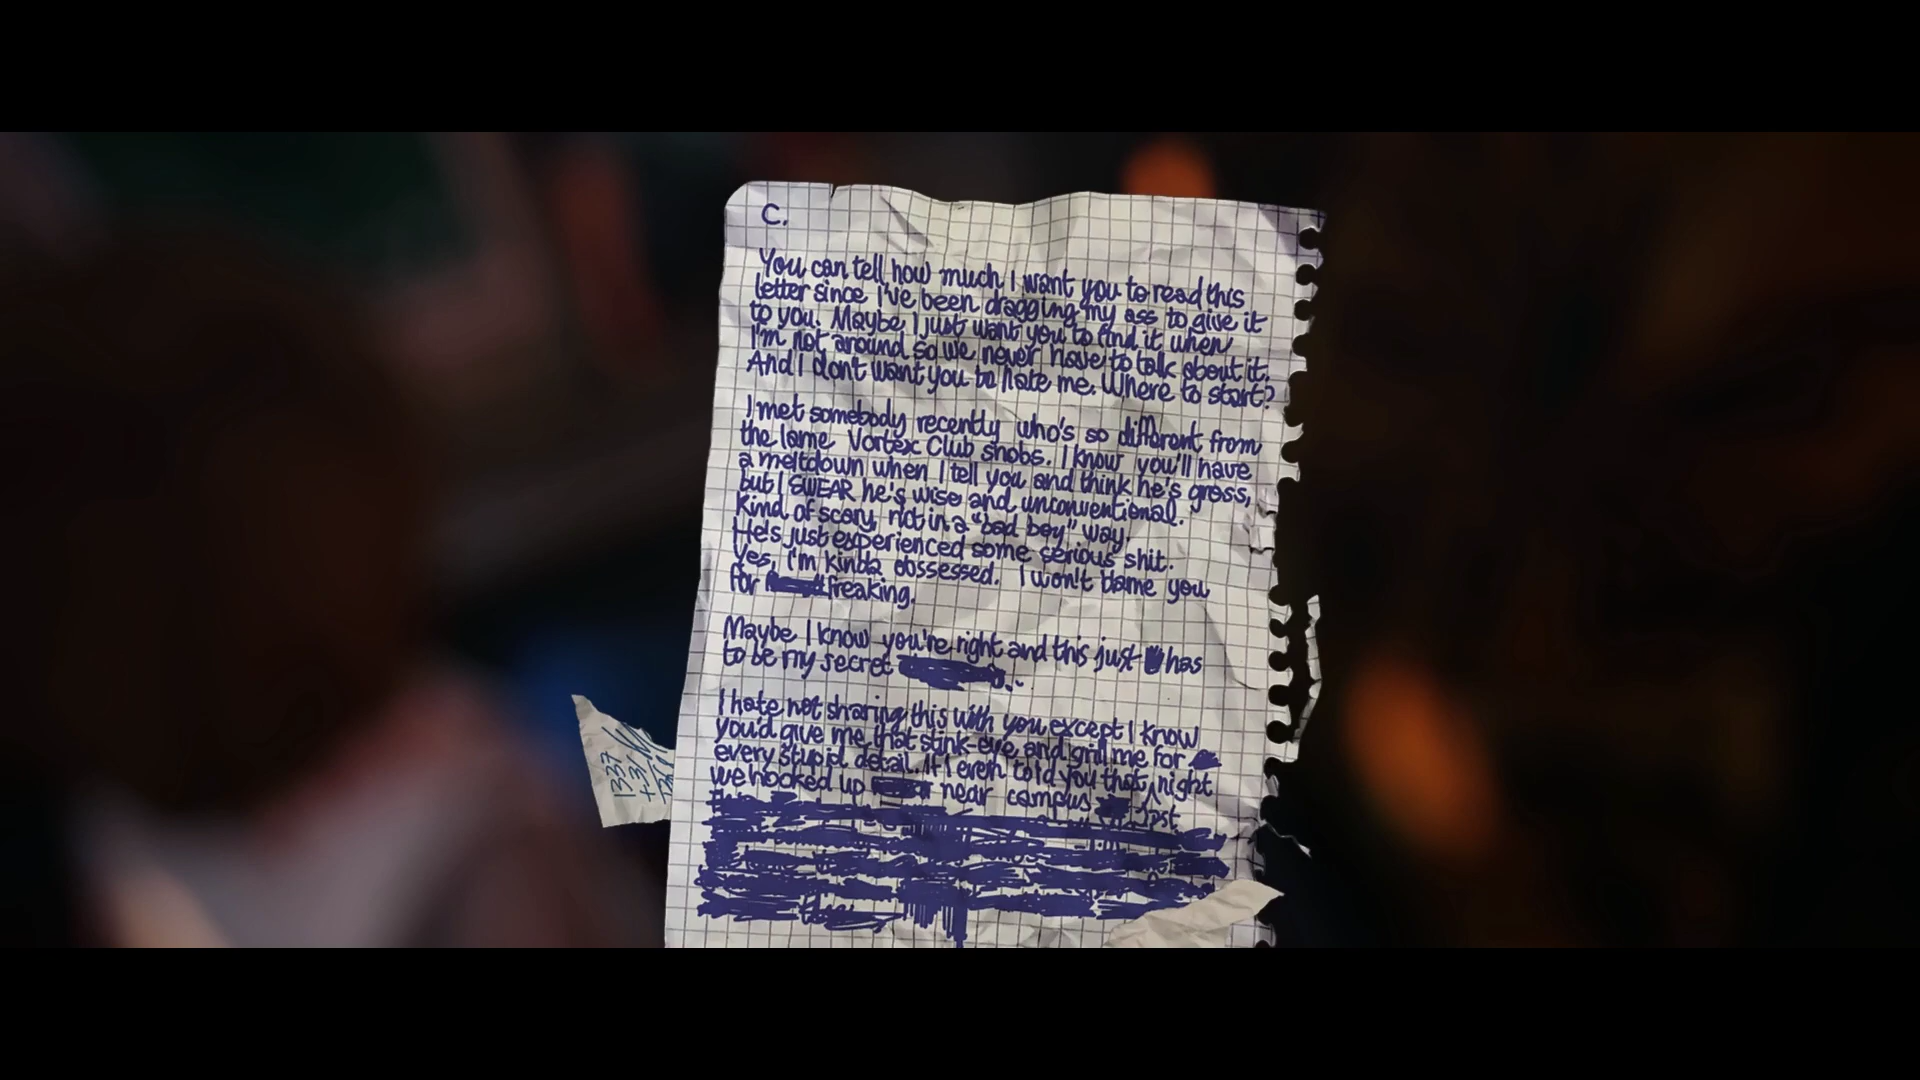 C.
You can tell how much I want you to read this
letter since I've been dragging my ass to give it
to you. Maybe I just want you to find it when
I'm not around so we never have to talk about it.
And I don't want you to hate me. Where to start?
I met somebody recently who's so different from
the lame Vortex Club snobs. I know you'll have
a meltdown when I tell you and think he's gross,
but I SWEAR he's wise and unconventional.
Kind of scary, not in a "bad boy" way.
He's just experienced some serious shit.
Yes, I'm kinda obsessed. I won't blame you
for freaking.
Maybe I know you're right and this just has
to be my secret
I hate not sharing this with you except I know
you'd give me that stink-eye and grill me for
every stupid detail. If I even told you that night
we hooked up near campus just
1337
+31